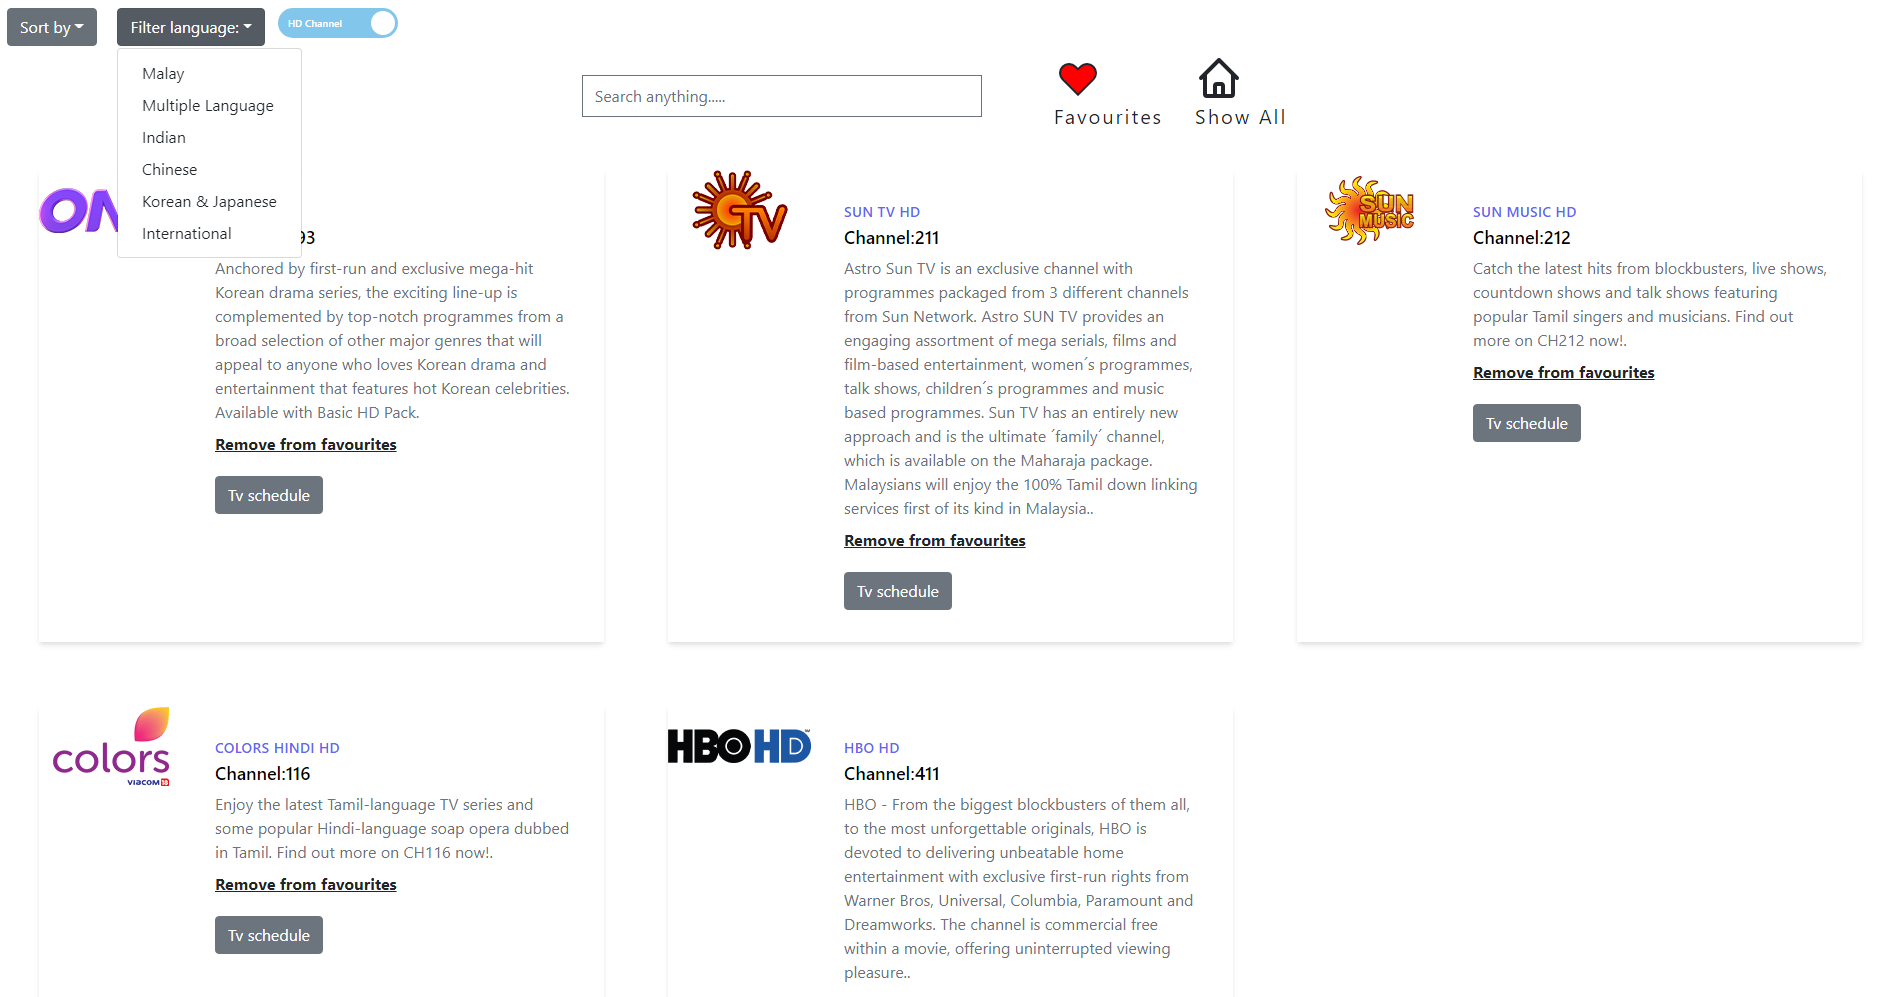 Sort by
Filter language:
HD Channel
Malay
Multiple Language
Indian
Chinese
Korean & Japanese
International
Search anything.....
Favourites
Show All
ON
93
Anchored by first-run and exclusive mega-hit
Korean drama series, the exciting line-up is
complemented by top-notch programmes from a
broad selection of other major genres that will
appeal to anyone who loves Korean drama and
entertainment that features hot Korean celebrities.
Available with Basic HD Pack.
Remove from favourites
Tv schedule
TV
SUN TV HD
Channel:211
Astro Sun TV is an exclusive channel with
programmes packaged from 3 different channels
from Sun Network. Astro SUN TV provides an
engaging assortment of mega serials, films and
film-based entertainment, women´s programmes,
talk shows, children´s programmes and music
based programmes. Sun TV has an entirely new
approach and is the ultimate ´family´ channel,
which is available on the Maharaja package.
Malaysians will enjoy the 100% Tamil down linking
services first of its kind in Malaysia..
Remove from favourites
Tv schedule
SUN
MUSIC
SUN MUSIC HD
Channel:212
Catch the latest hits from blockbusters, live shows,
countdown shows and talk shows featuring
popular Tamil singers and musicians. Find out
more on CH212 now!.
Remove from favourites
Tv schedule
colors
VIACOM 18
COLORS HINDI HD
Channel:116
Enjoy the latest Tamil-language TV series and
some popular Hindi-language soap opera dubbed
in Tamil. Find out more on CH116 now!.
Remove from favourites
Tv schedule
HBO HD
HBO HD
Channel:411
HBO - From the biggest blockbusters of them all,
to the most unforgettable originals, HBO is
devoted to delivering unbeatable home
entertainment with exclusive first-run rights from
Warner Bros, Universal, Columbia, Paramount and
Dreamworks. The channel is commercial free
within a movie, offering uninterrupted viewing
pleasure..